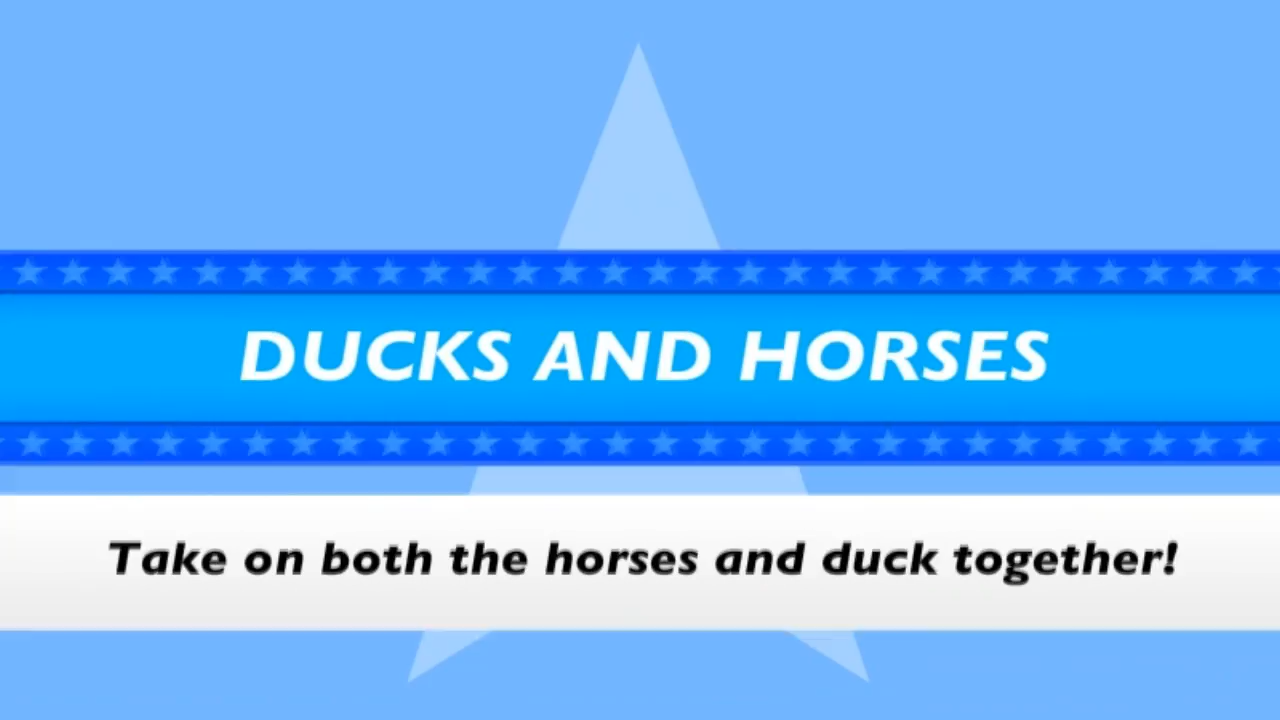 DUCKS AND HORSES
Take on both the horses and duck together!